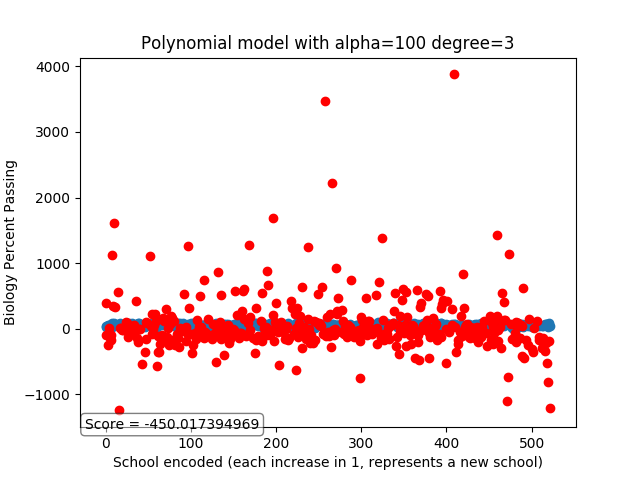 Polynomial model with alpha=100 degree=3
Biology Percent Passing
4000
3000
2000
1000
0
−1000
Score = -450.017394969
0 100 200 300 400 500
School encoded (each increase in 1, represents a new school)